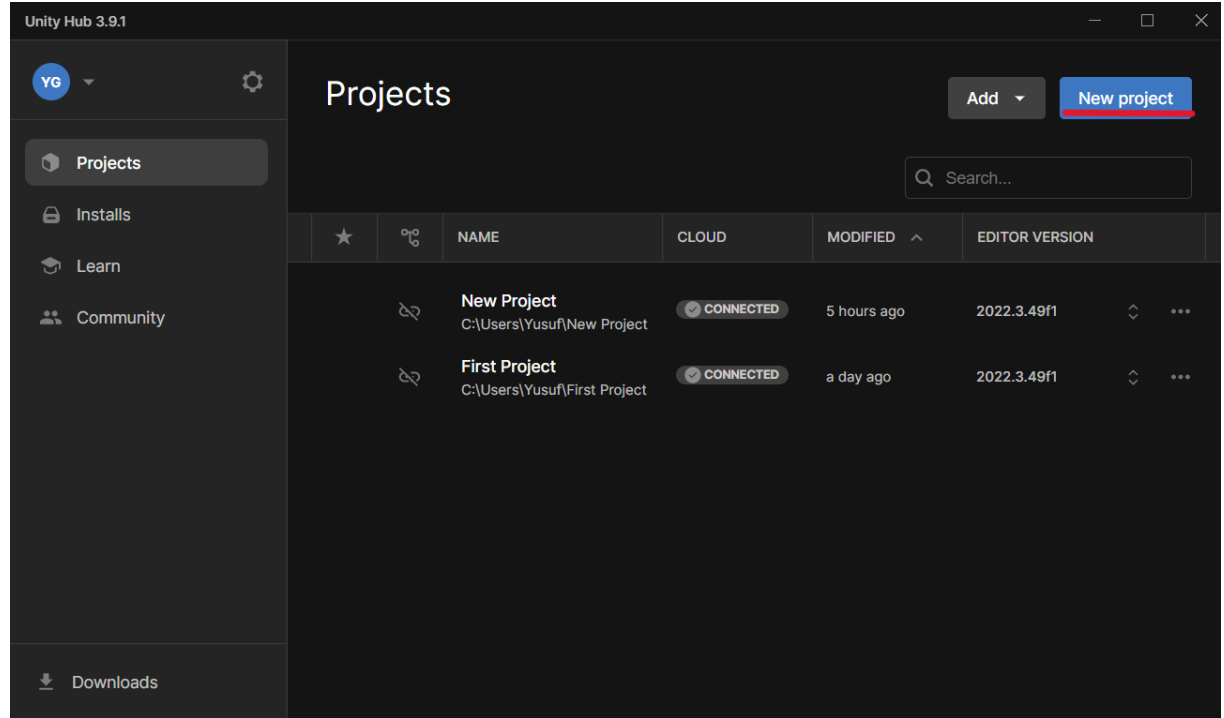 Unity Hub 3.9.1
YG
Projects
Add
New project
Projects
Installs
Learn
Community
Search...
NAME CLOUD MODIFIED EDITOR VERSION
New Project
C:\Users\Yusuf\New Project
CONNECTED
5 hours ago
2022.3.49f1
First Project
C:\Users\Yusuf\First Project
CONNECTED
a day ago
2022.3.49f1
Downloads